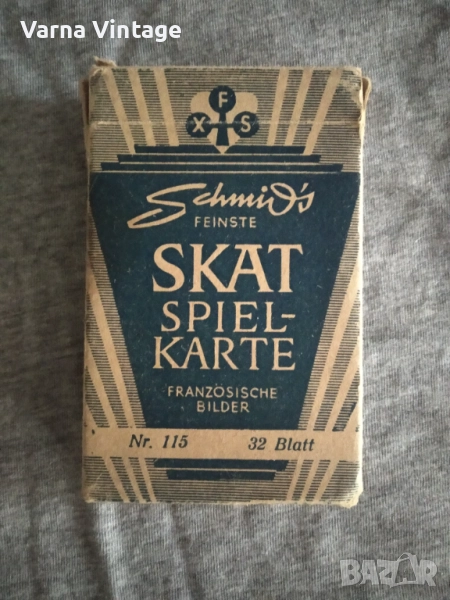 Varna Vintage
F
X S
Schmid's
FEINSTE
SKAT
SPIEL-
KARTE
FRANZÖSISCHE
BILDER
Nr. 115 32 Blatt
BAZAR